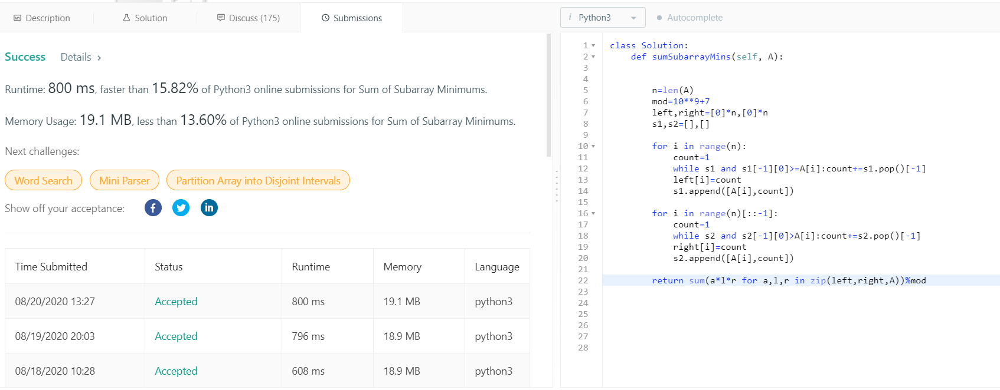 Description
Solution
Discuss (175)
Submissions
Success Details >
Runtime: 800 ms, faster than 15.82% of Python3 online submissions for Sum of Subarray Minimums.
Memory Usage: 19.1 MB, less than 13.60% of Python3 online submissions for Sum of Subarray Minimums.
Next challenges:
Word Search
Mini Parser
Partition Array into Disjoint Intervals
Show off your acceptance:
Time Submitted Status Runtime Memory Language
08/20/2020 13:27 Accepted 800 ms 19.1 MB python3
08/19/2020 20:03 Accepted 796 ms 18.9 MB python3
08/18/2020 10:28 Accepted 608 ms 18.9 MB python3
i Python3
Autocomplete
1 class Solution:
2     def sumSubarrayMins(self, A):
3
4
5         n=len(A)
6         mod=10**9+7
7         left,right=[0]*n,[0]*n
8         s1,s2=[],[]
9
10         for i in range(n):
11             count=1
12             while s1 and s1[-1][0]>=A[i]:count+=s1.pop()[-1]
13             left[i]=count
14             s1.append([A[i],count])
15
16         for i in range(n)[::-1]:
17             count=1
18             while s2 and s2[-1][0]>A[i]:count+=s2.pop()[-1]
19             right[i]=count
20             s2.append([A[i],count])
21
22         return sum(a*l*r for a,l,r in zip(left,right,A))%mod
23
24
25
26
27
28